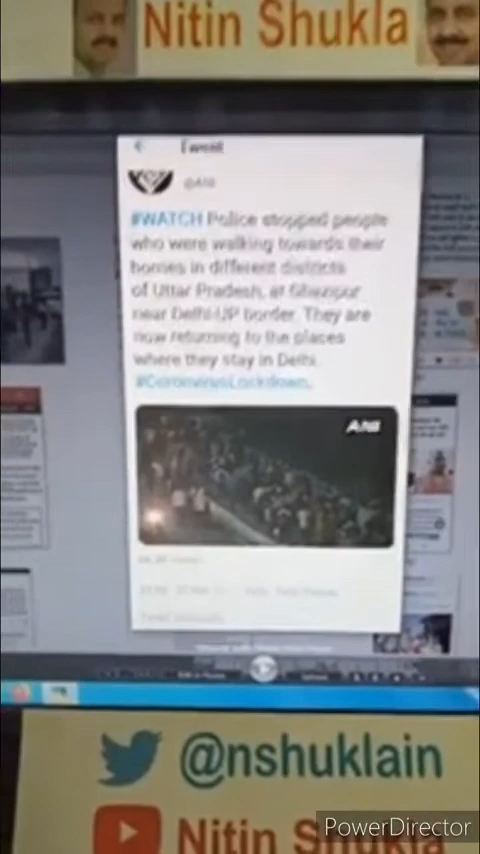 Nitin Shukla
Tweet
@ANI
#WATCH Police stopped people
who were walking towards their
homes in different districts
of Uttar Pradesh, at Ghazipur
near Delhi-UP border. They are
now returning to the places
where they stay in Delhi.
#CoronavirusLockdown.
ANI
@nshuklain
Nitin Shukla
PowerDirector